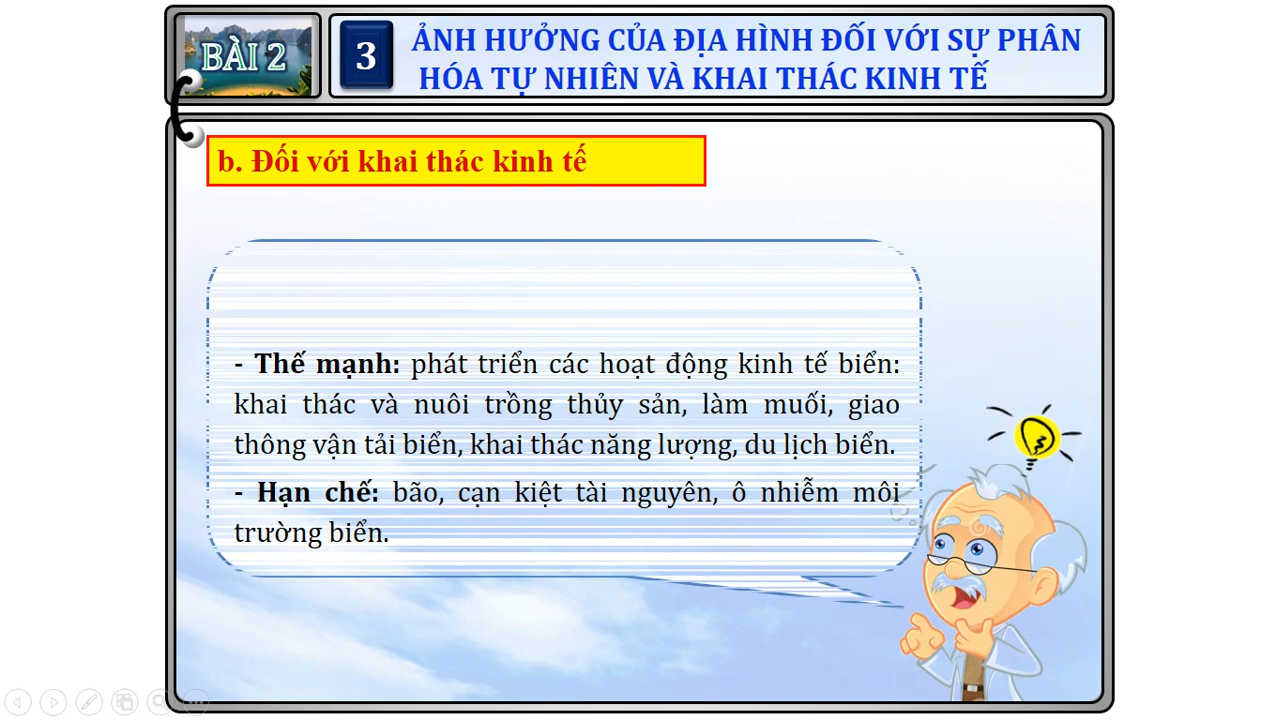 BÀI 2
3
ẢNH HƯỞNG CỦA ĐỊA HÌNH ĐỐI VỚI SỰ PHÂN
HÓA TỰ NHIÊN VÀ KHAI THÁC KINH TẾ
b. Đối với khai thác kinh tế
- Thế mạnh: phát triển các hoạt động kinh tế biển:
khai thác và nuôi trồng thủy sản, làm muối, giao
thông vận tải biển, khai thác năng lượng, du lịch biển.
- Hạn chế: bão, cạn kiệt tài nguyên, ô nhiễm môi
trường biển.